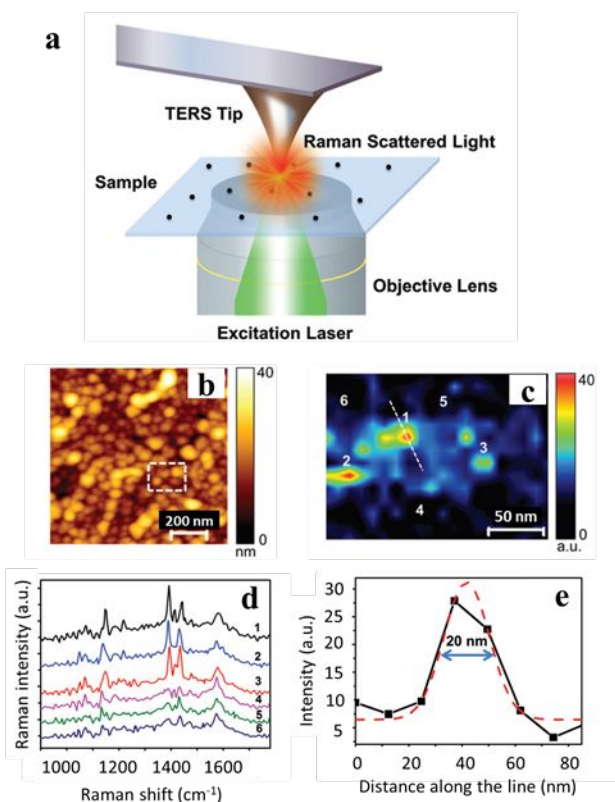 a
TERS Tip
Raman Scattered Light
Sample
Objective Lens
Excitation Laser
b
40
200 nm
0
nm
c
40
6
5
1
3
2
4
50 nm
0
a.u.
d
Raman intensity (a.u.)
1
2
3
4
5
6
1000 1200 1400 1600
Raman shift (cm⁻¹)
e
Intensity (a.u.)
30
25
20
15
10
5
0
20 nm
0 20 40 60 80
Distance along the line (nm)